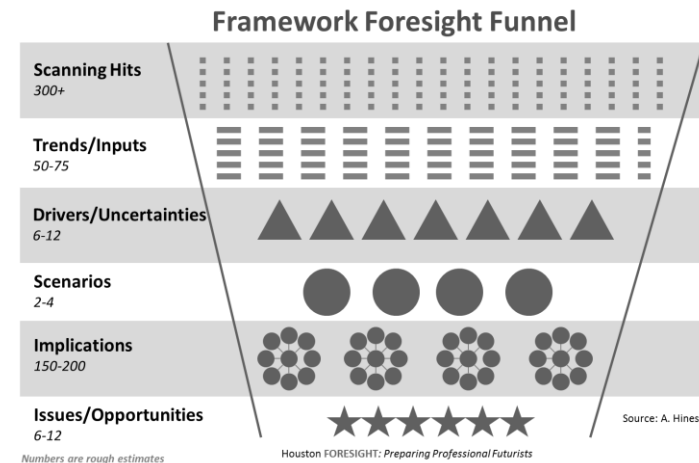 Framework Foresight Funnel
Scanning Hits
300+
Trends/Inputs
50-75
Drivers/Uncertainties
6-12
Scenarios
2-4
Implications
150-200
Issues/Opportunities
6-12
Source: A. Hines
Numbers are rough estimates
Houston FORESIGHT: Preparing Professional Futurists